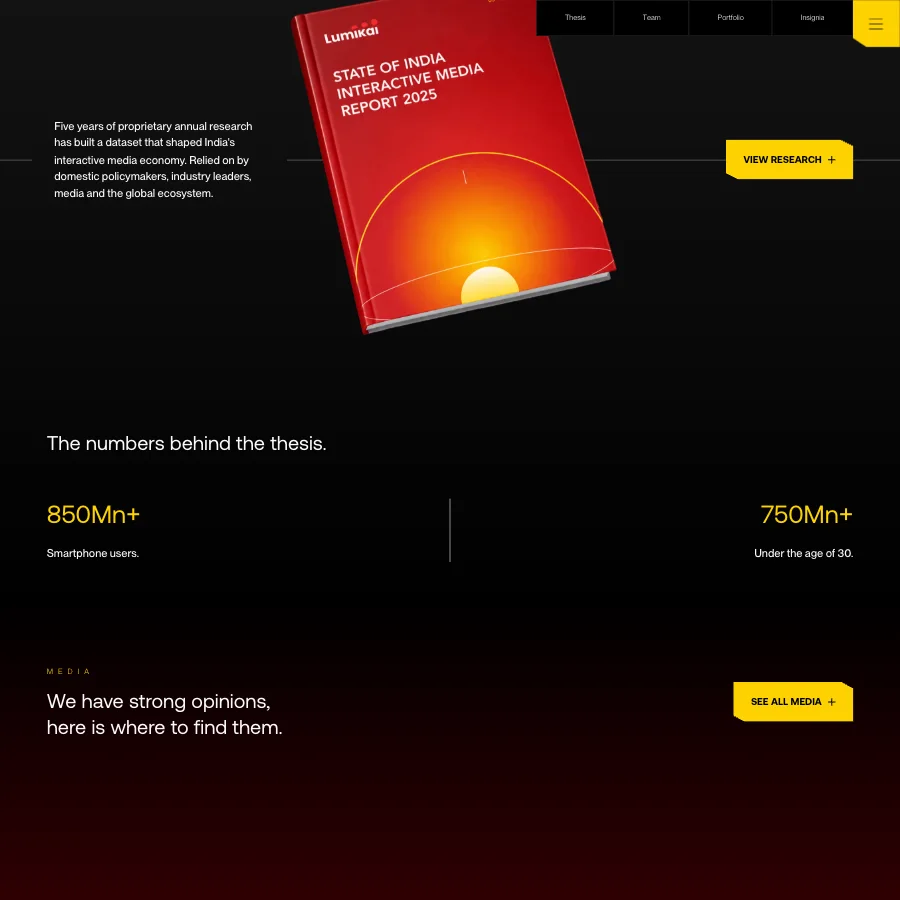 Thesis
Team
Portfolio
Insignia
Lumikai
STATE OF INDIA
INTERACTIVE MEDIA
REPORT 2025
Five years of proprietary annual research
has built a dataset that shaped India's
interactive media economy. Relied on by
domestic policymakers, industry leaders,
media and the global ecosystem.
VIEW RESEARCH +
The numbers behind the thesis.
850Mn+
Smartphone users.
750Mn+
Under the age of 30.
MEDIA
We have strong opinions,
here is where to find them.
SEE ALL MEDIA +